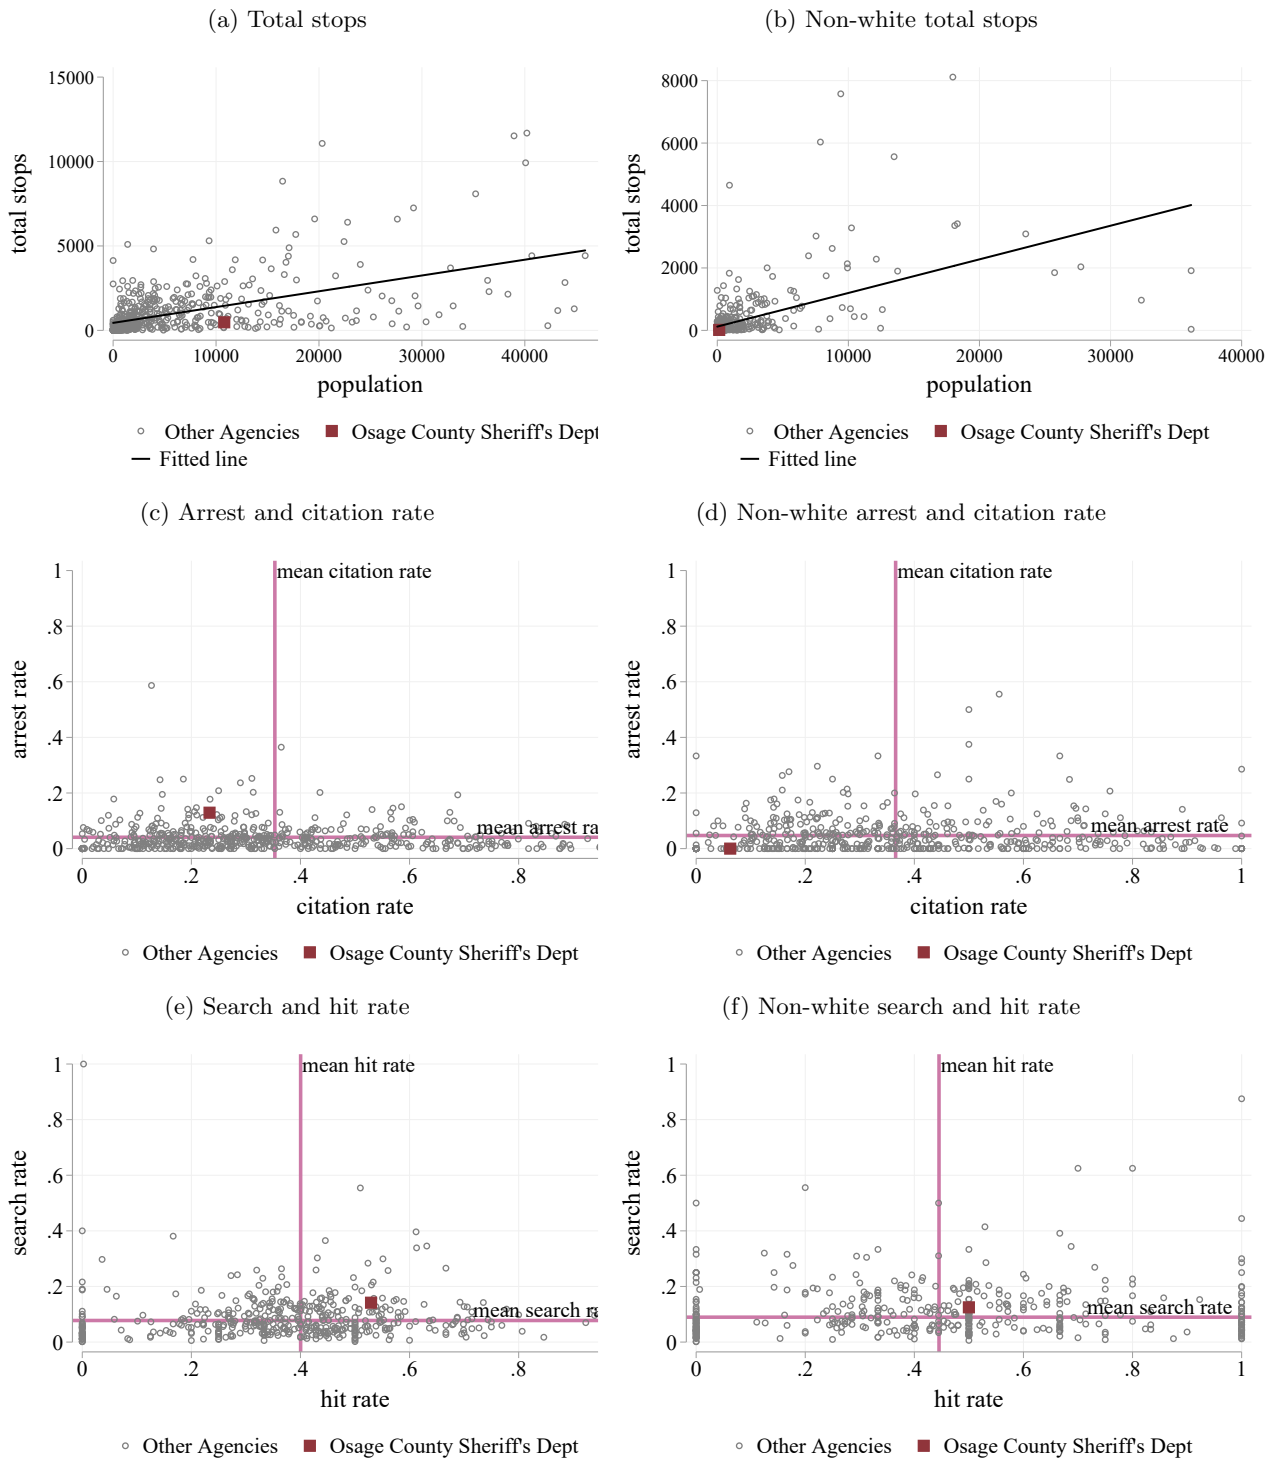 (a) Total stops
15000
10000
5000
0
total stops
0 10000 20000 30000 40000
population
Other Agencies Osage County Sheriff's Dept
Fitted line
(b) Non-white total stops
8000
6000
4000
2000
0
total stops
0 10000 20000 30000 40000
population
Other Agencies Osage County Sheriff's Dept
Fitted line
(c) Arrest and citation rate
1
.8
.6
.4
.2
0
arrest rate
mean citation rate
mean arrest ra
0 .2 .4 .6 .8
citation rate
Other Agencies Osage County Sheriff's Dept
(d) Non-white arrest and citation rate
1
.8
.6
.4
.2
0
arrest rate
mean citation rate
mean arrest rate
0 .2 .4 .6 .8 1
citation rate
Other Agencies Osage County Sheriff's Dept
(e) Search and hit rate
1
.8
.6
.4
.2
0
search rate
mean hit rate
mean search ra
0 .2 .4 .6 .8
hit rate
Other Agencies Osage County Sheriff's Dept
(f) Non-white search and hit rate
1
.8
.6
.4
.2
0
search rate
mean hit rate
mean search rate
0 .2 .4 .6 .8 1
hit rate
Other Agencies Osage County Sheriff's Dept